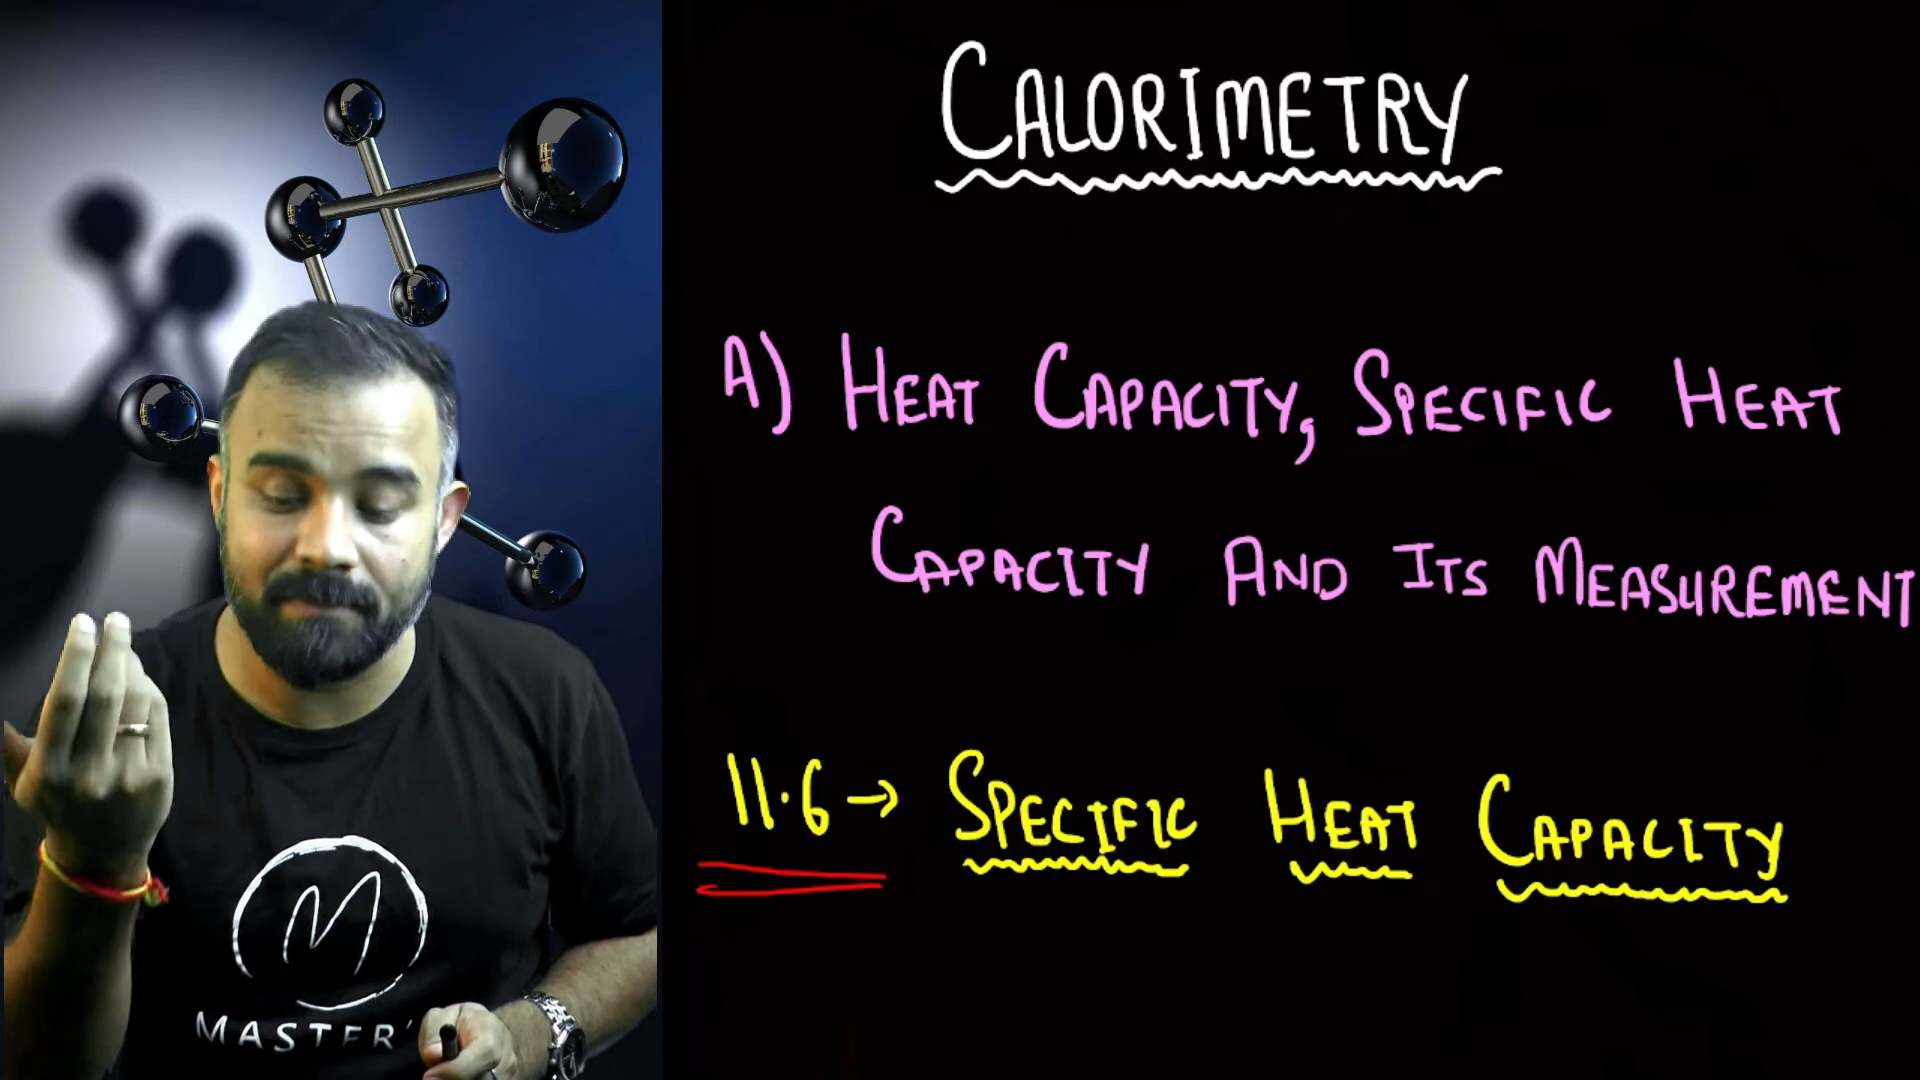 CALORIMETRY
A) HEAT CAPACITY, SPECIFIC HEAT
CAPACITY AND ITS MEASUREMENT
11.6 → SPECIFIC HEAT CAPACITY
M
MASTER'